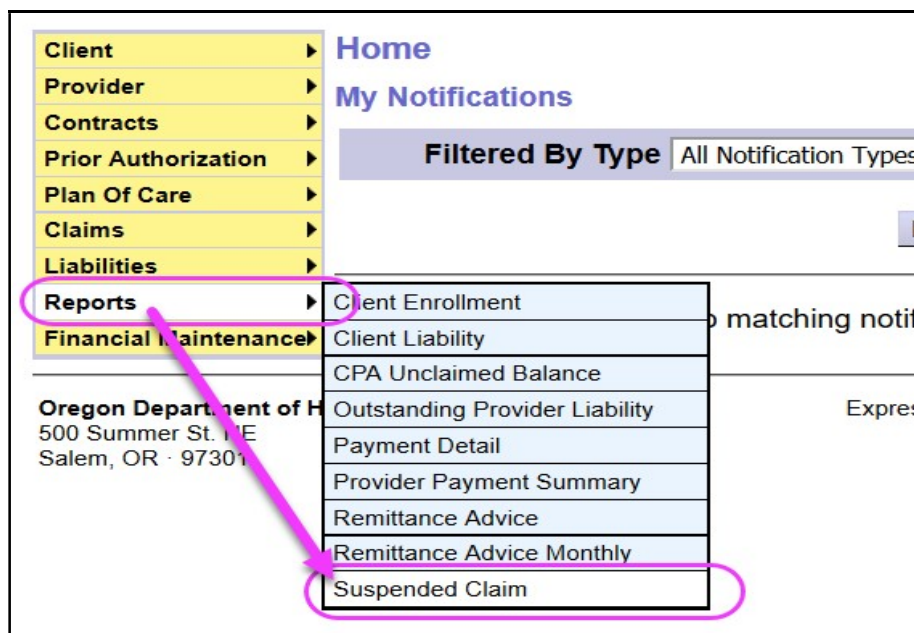 Client
Provider
Contracts
Prior Authorization
Plan Of Care
Claims
Liabilities
Reports
Financial Maintenance
Home
My Notifications
Filtered By Type All Notification Types
Client Enrollment
Client Liability
CPA Unclaimed Balance
Outstanding Provider Liability
Payment Detail
Provider Payment Summary
Remittance Advice
Remittance Advice Monthly
Suspended Claim
matching notif
Oregon Department of H
500 Summer St. NE
Salem, OR · 97301
Expres